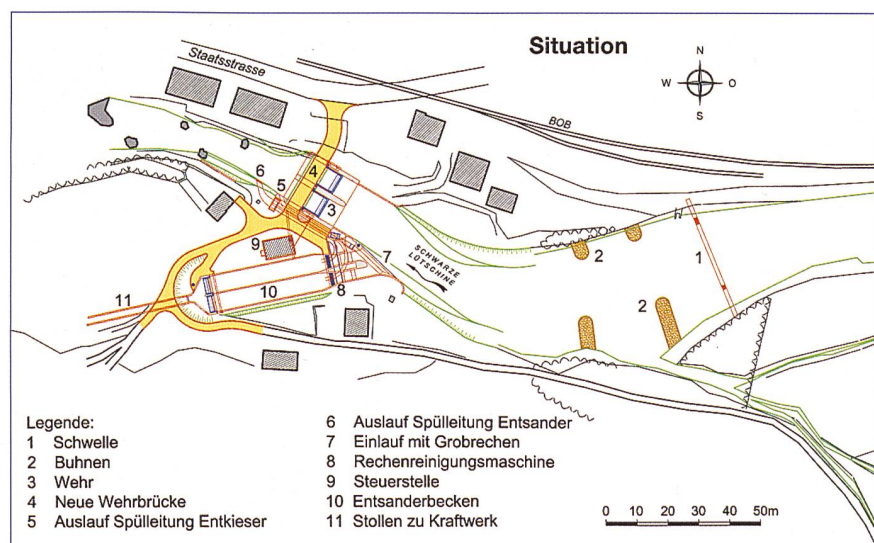 Situation
Staatsstrasse
N
W O
S
BOB
6
5
4
3
2
1
SCHWARZE
LÜTSCHINE
9
7
2
11
10
8
Legende:
1 Schwelle
2 Buhnen
3 Wehr
4 Neue Wehrbrücke
5 Auslauf Spülleitung Entkieser
6 Auslauf Spülleitung Entsander
7 Einlauf mit Grobrechen
8 Rechenreinigungsmaschine
9 Steuerstelle
10 Entsanderbecken
11 Stollen zu Kraftwerk
0 10 20 30 40 50m